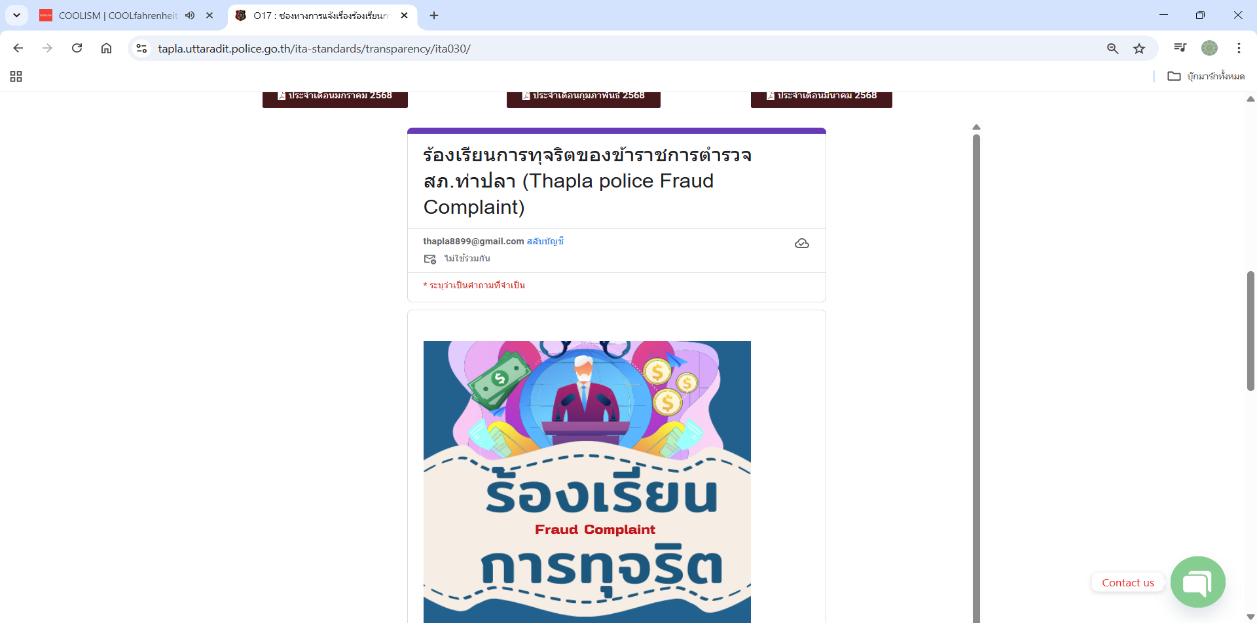 COOLISM | COOLfahrenheit
O17 : ช่องทางการแจ้งเรื่องร้องเรียนก
tapla.uttaradit.police.go.th/ita-standards/transparency/ita030/
บุ๊กมาร์กทั้งหมด
ประจำเดือนมกราคม 2568
ประจำเดือนกุมภาพันธ์ 2568
ประจำเดือนมีนาคม 2568
ร้องเรียนการทุจริตของข้าราชการตำรวจ
สภ.ท่าปลา (Thapla police Fraud
Complaint)
thapla8899@gmail.com สลับบัญชี
ไม่ใช้ร่วมกัน
* ระบุว่าเป็นคำถามที่จำเป็น
ร้องเรียน
Fraud Complaint
การทุจริต
Contact us